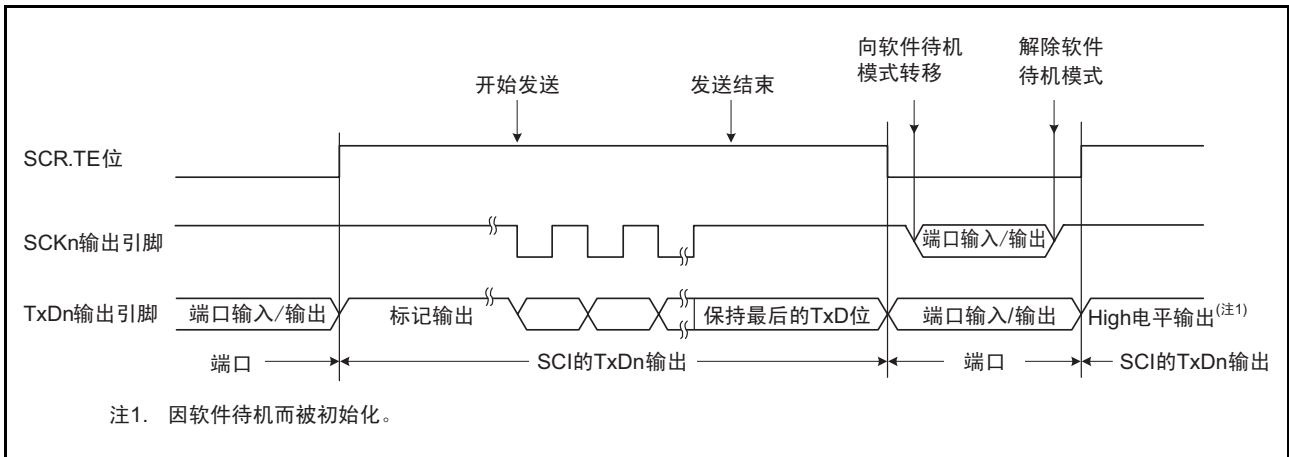 向软件待机
模式转移
解除软件
待机模式
开始发送
发送结束
SCR.TE位
SCKn输出引脚
端口输入/输出
TxDn输出引脚
端口输入/输出
标记输出
保持最后的TxD位
端口输入/输出
High电平输出(注1)
端口
SCI的TxDn输出
端口
SCI的TxDn输出
注1. 因软件待机而被初始化。